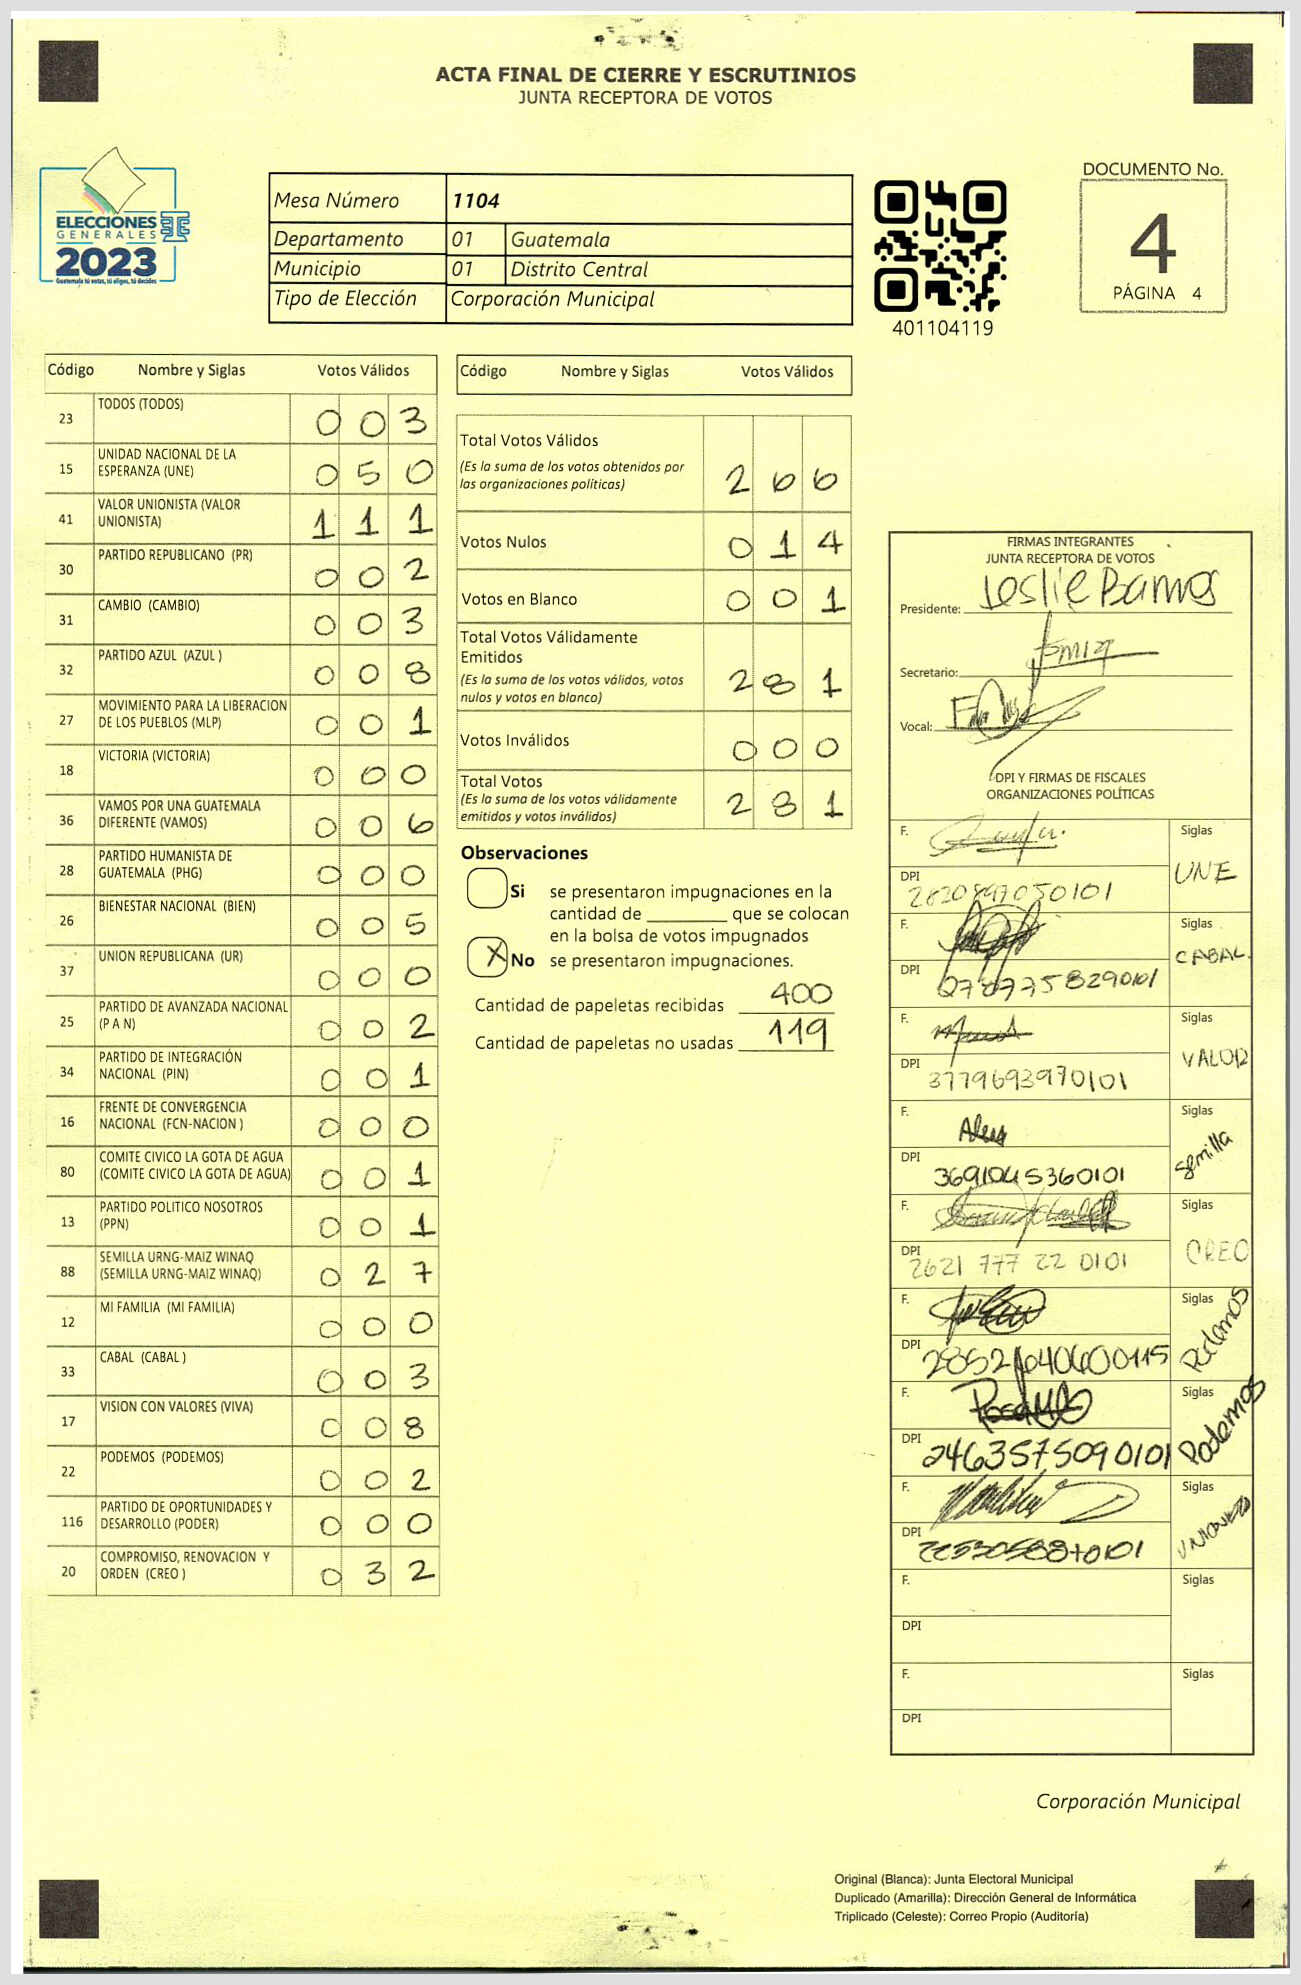 ACTA FINAL DE CIERRE Y ESCRUTINIOS
JUNTA RECEPTORA DE VOTOS
ELECCIONES
GENERALES
2023
Guatemala tú votas, tú eliges, tú decides
Mesa Número 1104
Departamento 01 Guatemala
Municipio 01 Distrito Central
Tipo de Elección Corporación Municipal
401104119
DOCUMENTO No.
4
PÁGINA 4
Código Nombre y Siglas Votos Válidos
23 TODOS (TODOS) 0 0 3
15 UNIDAD NACIONAL DE LA ESPERANZA (UNE) 0 5 0
41 VALOR UNIONISTA (VALOR UNIONISTA) 1 1 1
30 PARTIDO REPUBLICANO (PR) 0 0 2
31 CAMBIO (CAMBIO) 0 0 3
32 PARTIDO AZUL (AZUL ) 0 0 8
27 MOVIMIENTO PARA LA LIBERACION DE LOS PUEBLOS (MLP) 0 0 1
18 VICTORIA (VICTORIA) 0 0 0
36 VAMOS POR UNA GUATEMALA DIFERENTE (VAMOS) 0 0 6
28 PARTIDO HUMANISTA DE GUATEMALA (PHG) 0 0 0
26 BIENESTAR NACIONAL (BIEN) 0 0 5
37 UNION REPUBLICANA (UR) 0 0 0
25 PARTIDO DE AVANZADA NACIONAL (P A N) 0 0 2
34 PARTIDO DE INTEGRACIÓN NACIONAL (PIN) 0 0 1
16 FRENTE DE CONVERGENCIA NACIONAL (FCN-NACION ) 0 0 0
80 COMITE CIVICO LA GOTA DE AGUA (COMITE CIVICO LA GOTA DE AGUA) 0 0 1
13 PARTIDO POLITICO NOSOTROS (PPN) 0 0 1
88 SEMILLA URNG-MAIZ WINAQ (SEMILLA URNG-MAIZ WINAQ) 0 2 7
12 MI FAMILIA (MI FAMILIA) 0 0 0
33 CABAL (CABAL ) 0 0 3
17 VISION CON VALORES (VIVA) 0 0 8
22 PODEMOS (PODEMOS) 0 0 2
116 PARTIDO DE OPORTUNIDADES Y DESARROLLO (PODER) 0 0 0
20 COMPROMISO, RENOVACION Y ORDEN (CREO ) 0 3 2
Código Nombre y Siglas Votos Válidos
Total Votos Válidos 2 6 6
(Es la suma de los votos obtenidos por
las organizaciones políticas)
Votos Nulos 0 1 4
Votos en Blanco 0 0 1
Total Votos Válidamente
Emitidos 2 8 1
(Es la suma de los votos válidos, votos
nulos y votos en blanco)
Votos Inválidos 0 0 0
Total Votos 2 8 1
(Es la suma de los votos válidamente
emitidos y votos inválidos)
Observaciones
Si se presentaron impugnaciones en la
cantidad de ________ que se colocan
en la bolsa de votos impugnados
X No se presentaron impugnaciones.
Cantidad de papeletas recibidas 400
Cantidad de papeletas no usadas 119
FIRMAS INTEGRANTES
JUNTA RECEPTORA DE VOTOS
Presidente: Leslie Barrios
Secretario:
Vocal:
DPI Y FIRMAS DE FISCALES
ORGANIZACIONES POLÍTICAS
F. Siglas
DPI UNE
F. Siglas
DPI CABAL.
F. Siglas
DPI 3779693970101 VALOR
F. Siglas
DPI 3691045360101 Semilla
F. Siglas
DPI 2621 777 22 0101 CREO
F. Siglas
DPI Podemos
F. Siglas
DPI 2463575090101 Podemos
F. Siglas
DPI UNIONISTA
F. Siglas
DPI
F. Siglas
DPI
Corporación Municipal
Original (Blanca): Junta Electoral Municipal
Duplicado (Amarilla): Dirección General de Informática
Triplicado (Celeste): Correo Propio (Auditoría)